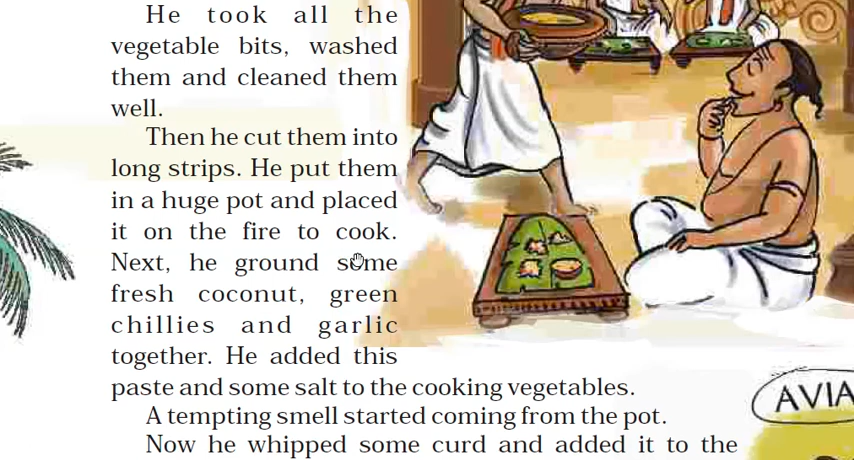 He took all the
vegetable bits, washed
them and cleaned them
well.
Then he cut them into
long strips. He put them
in a huge pot and placed
it on the fire to cook.
Next, he ground some
fresh coconut, green
chillies and garlic
together. He added this
paste and some salt to the cooking vegetables.
A tempting smell started coming from the pot.
Now he whipped some curd and added it to the
AVIA